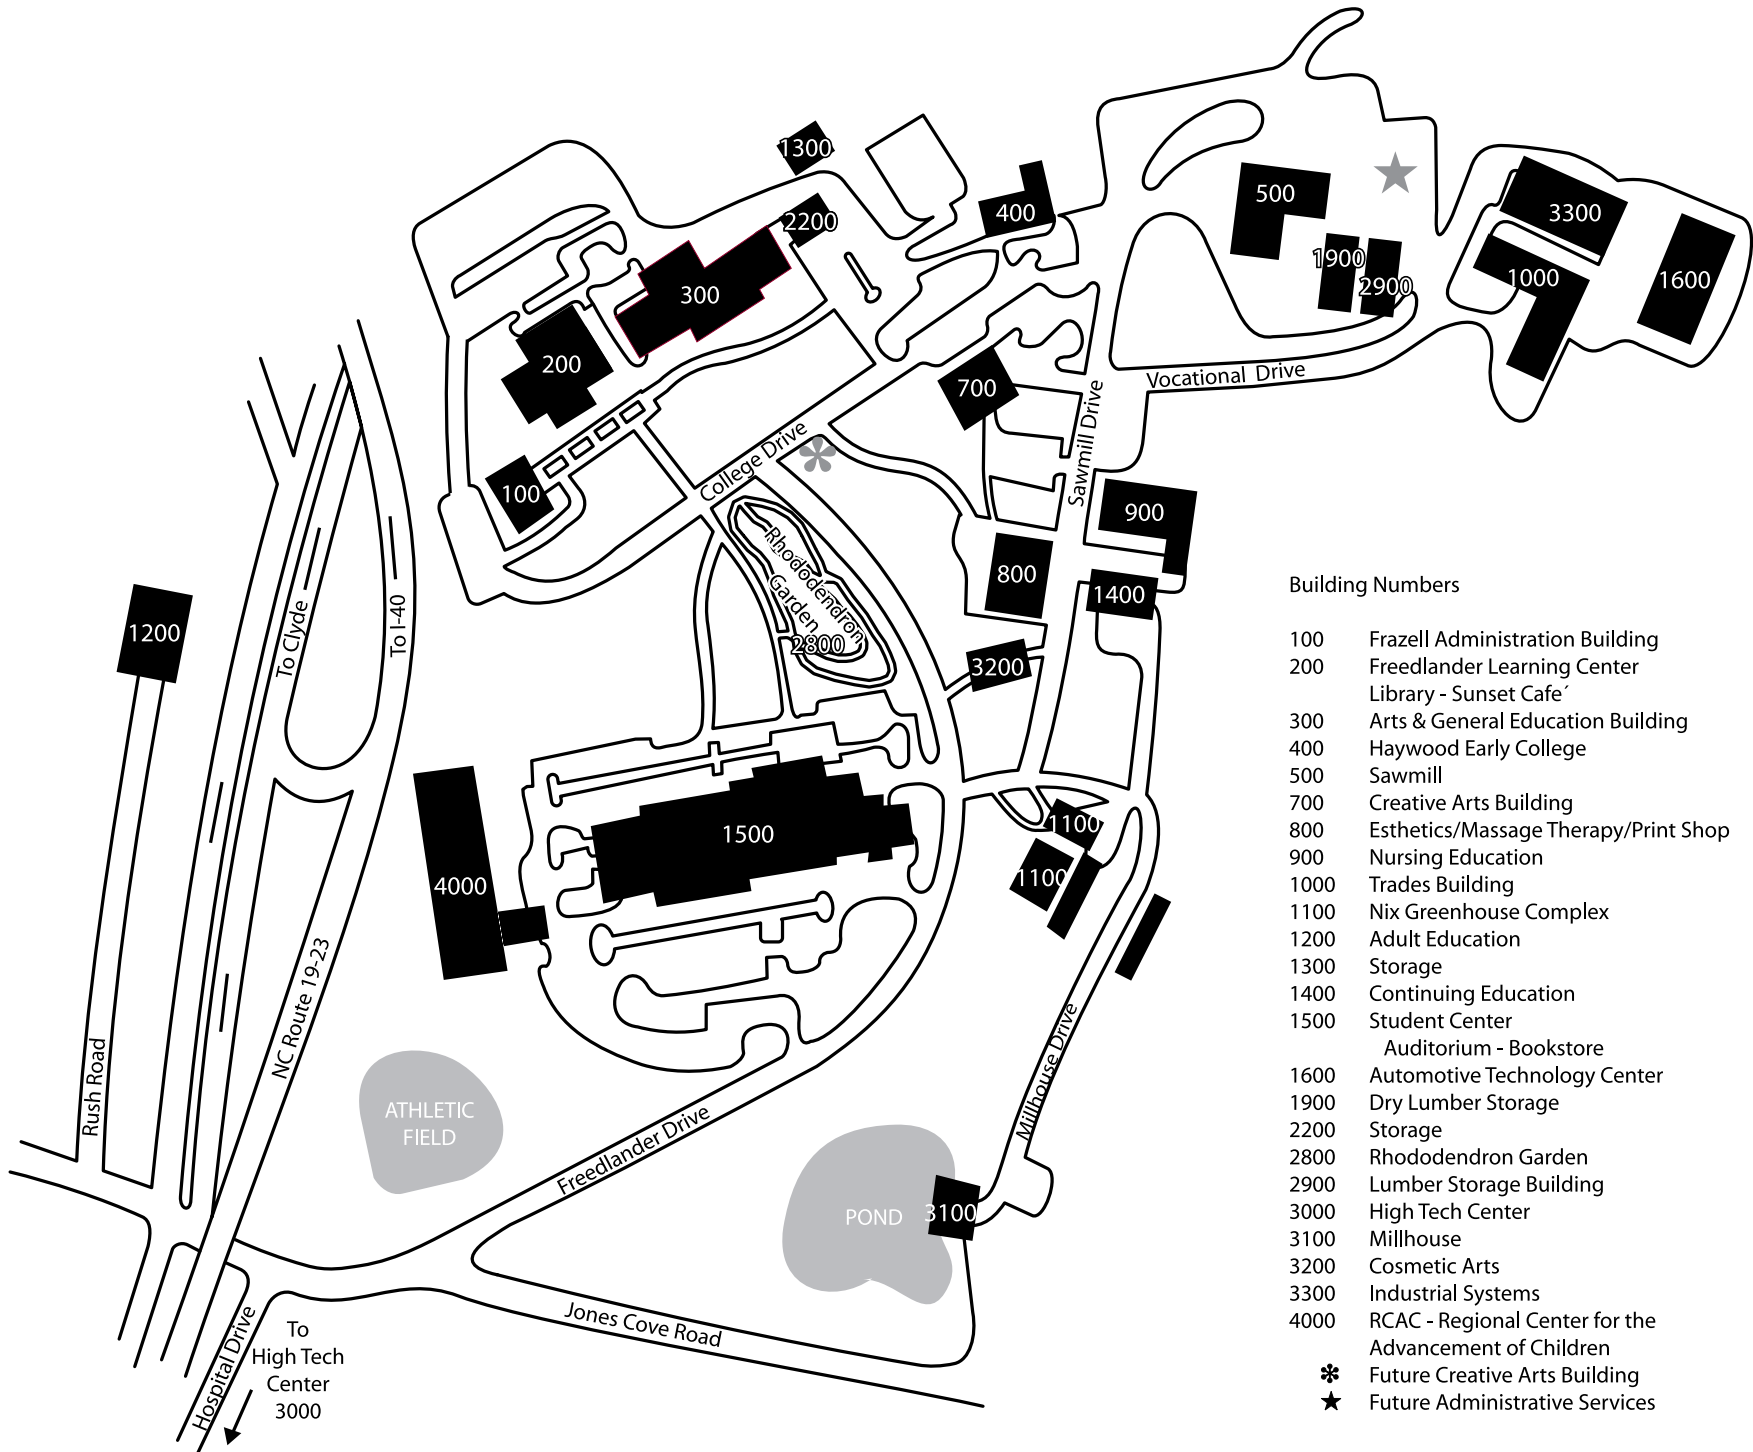 1300
2200
400
500
3300
1900
2900
1000
1600
300
200
700
Vocational Drive
Sawmill Drive
College Drive
100
900
800
1400
Rhododendron
Garden
2800
3200
1200
To Clyde
To I-40
1500
1100
1100
4000
NC Route 19-23
Rush Road
Millhouse Drive
ATHLETIC
FIELD
Freedlander Drive
POND
3100
Jones Cove Road
Hospital Drive
To
High Tech
Center
3000
Building Numbers
100 Frazell Administration Building
200 Freedlander Learning Center
Library - Sunset Cafe´
300 Arts & General Education Building
400 Haywood Early College
500 Sawmill
700 Creative Arts Building
800 Esthetics/Massage Therapy/Print Shop
900 Nursing Education
1000 Trades Building
1100 Nix Greenhouse Complex
1200 Adult Education
1300 Storage
1400 Continuing Education
1500 Student Center
Auditorium - Bookstore
1600 Automotive Technology Center
1900 Dry Lumber Storage
2200 Storage
2800 Rhododendron Garden
2900 Lumber Storage Building
3000 High Tech Center
3100 Millhouse
3200 Cosmetic Arts
3300 Industrial Systems
4000 RCAC - Regional Center for the
Advancement of Children
✽ Future Creative Arts Building
★ Future Administrative Services